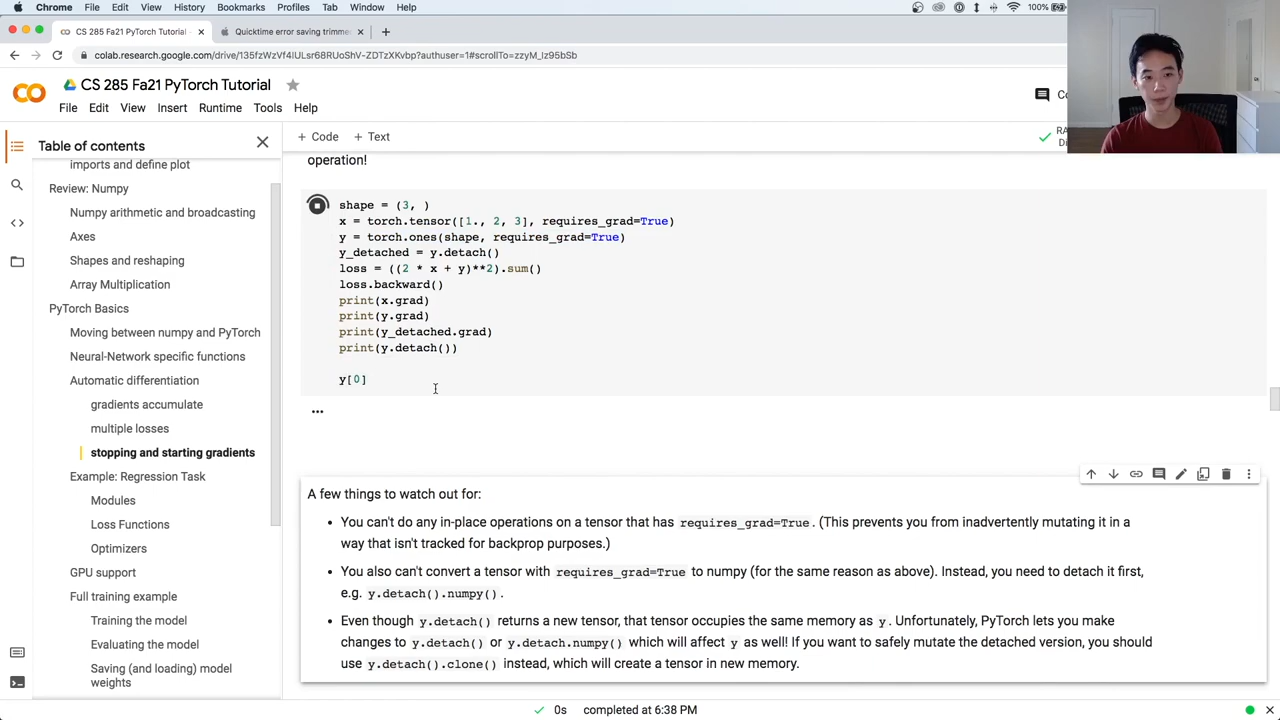 Chrome File Edit View History Bookmarks Profiles Tab Window Help 100%
CS 285 Fa21 PyTorch Tutorial
Quicktime error saving trimme
colab.research.google.com/drive/135fzWzVf4lULsr68RUoShV-ZDTzXKvbp?authuser=1#scrollTo=zzyM_Iz95bSb
CS 285 Fa21 PyTorch Tutorial
File Edit View Insert Runtime Tools Help
+ Code + Text
Table of contents
imports and define plot
Review: Numpy
Numpy arithmetic and broadcasting
Axes
Shapes and reshaping
Array Multiplication
PyTorch Basics
Moving between numpy and PyTorch
Neural-Network specific functions
Automatic differentiation
gradients accumulate
multiple losses
stopping and starting gradients
Example: Regression Task
Modules
Loss Functions
Optimizers
GPU support
Full training example
Training the model
Evaluating the model
Saving (and loading) model
weights
operation!
shape = (3, )
x = torch.tensor([1., 2, 3], requires_grad=True)
y = torch.ones(shape, requires_grad=True)
y_detached = y.detach()
loss = ((2 * x + y)**2).sum()
loss.backward()
print(x.grad)
print(y.grad)
print(y_detached.grad)
print(y.detach())
y[0]
...
A few things to watch out for:
• You can't do any in-place operations on a tensor that has requires_grad=True. (This prevents you from inadvertently mutating it in a
way that isn't tracked for backprop purposes.)
• You also can't convert a tensor with requires_grad=True to numpy (for the same reason as above). Instead, you need to detach it first,
e.g. y.detach().numpy().
• Even though y.detach() returns a new tensor, that tensor occupies the same memory as y. Unfortunately, PyTorch lets you make
changes to y.detach() or y.detach.numpy() which will affect y as well! If you want to safely mutate the detached version, you should
use y.detach().clone() instead, which will create a tensor in new memory.
0s completed at 6:38 PM